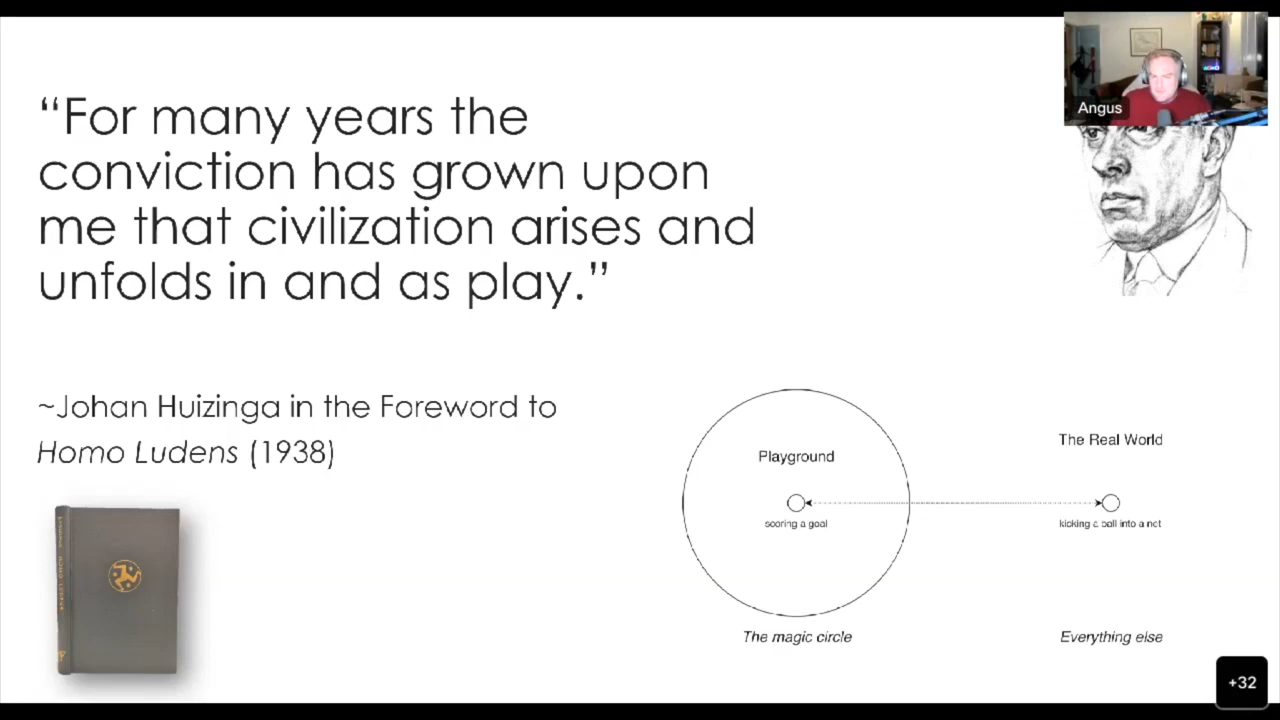 “For many years the
conviction has grown upon
me that civilization arises and
unfolds in and as play.”
~Johan Huizinga in the Foreword to
Homo Ludens (1938)
Angus
Playground
scoring a goal
The magic circle
The Real World
kicking a ball into a net
Everything else
+32